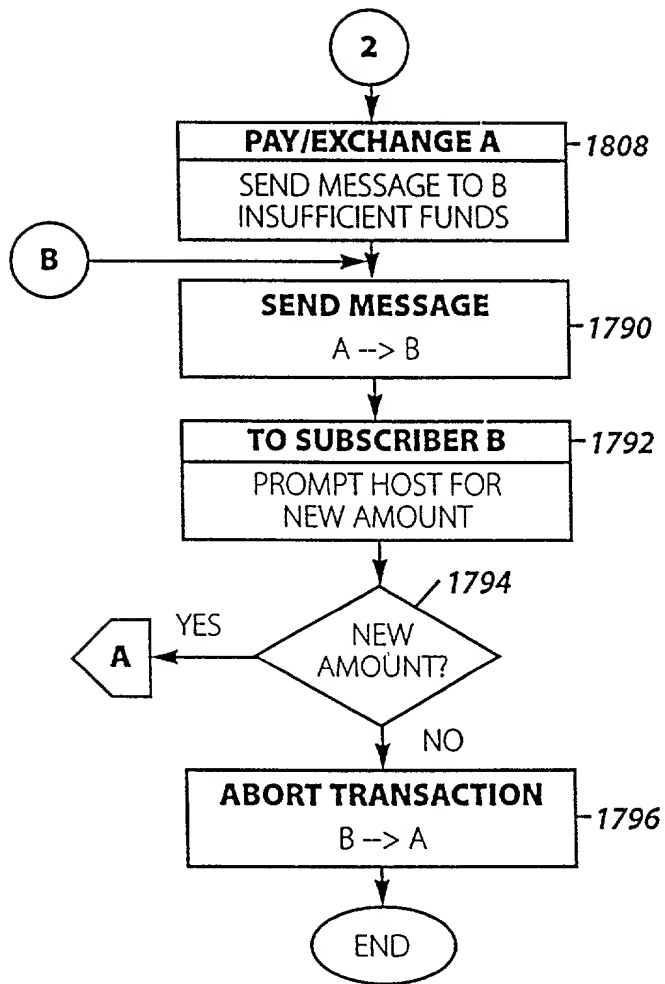 2
PAY/EXCHANGE A
1808
SEND MESSAGE TO B
INSUFFICIENT FUNDS
B
SEND MESSAGE
1790
A --> B
TO SUBSCRIBER B
1792
PROMPT HOST FOR
NEW AMOUNT
1794
YES
A
NEW
AMOUNT?
NO
ABORT TRANSACTION
1796
B --> A
END